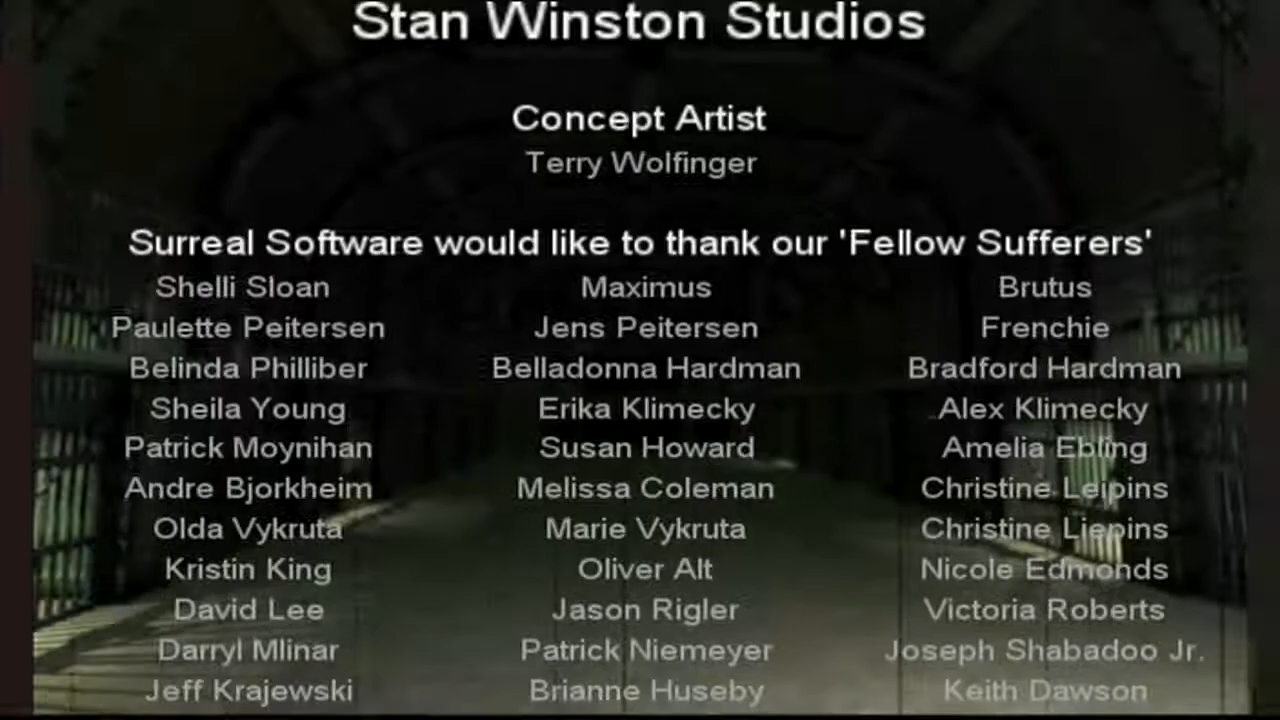 Stan Winston Studios
Concept Artist
Terry Wolfinger
Surreal Software would like to thank our 'Fellow Sufferers'
Shelli Sloan Maximus Brutus
Paulette Peitersen Jens Peitersen Frenchie
Belinda Philliber Belladonna Hardman Bradford Hardman
Sheila Young Erika Klimecky Alex Klimecky
Patrick Moynihan Susan Howard Amelia Ebling
Andre Bjorkheim Melissa Coleman Christine Leipins
Olda Vykruta Marie Vykruta Christine Liepins
Kristin King Oliver Alt Nicole Edmonds
David Lee Jason Rigler Victoria Roberts
Darryl Mlinar Patrick Niemeyer Joseph Shabadoo Jr.
Jeff Krajewski Brianne Huseby Keith Dawson